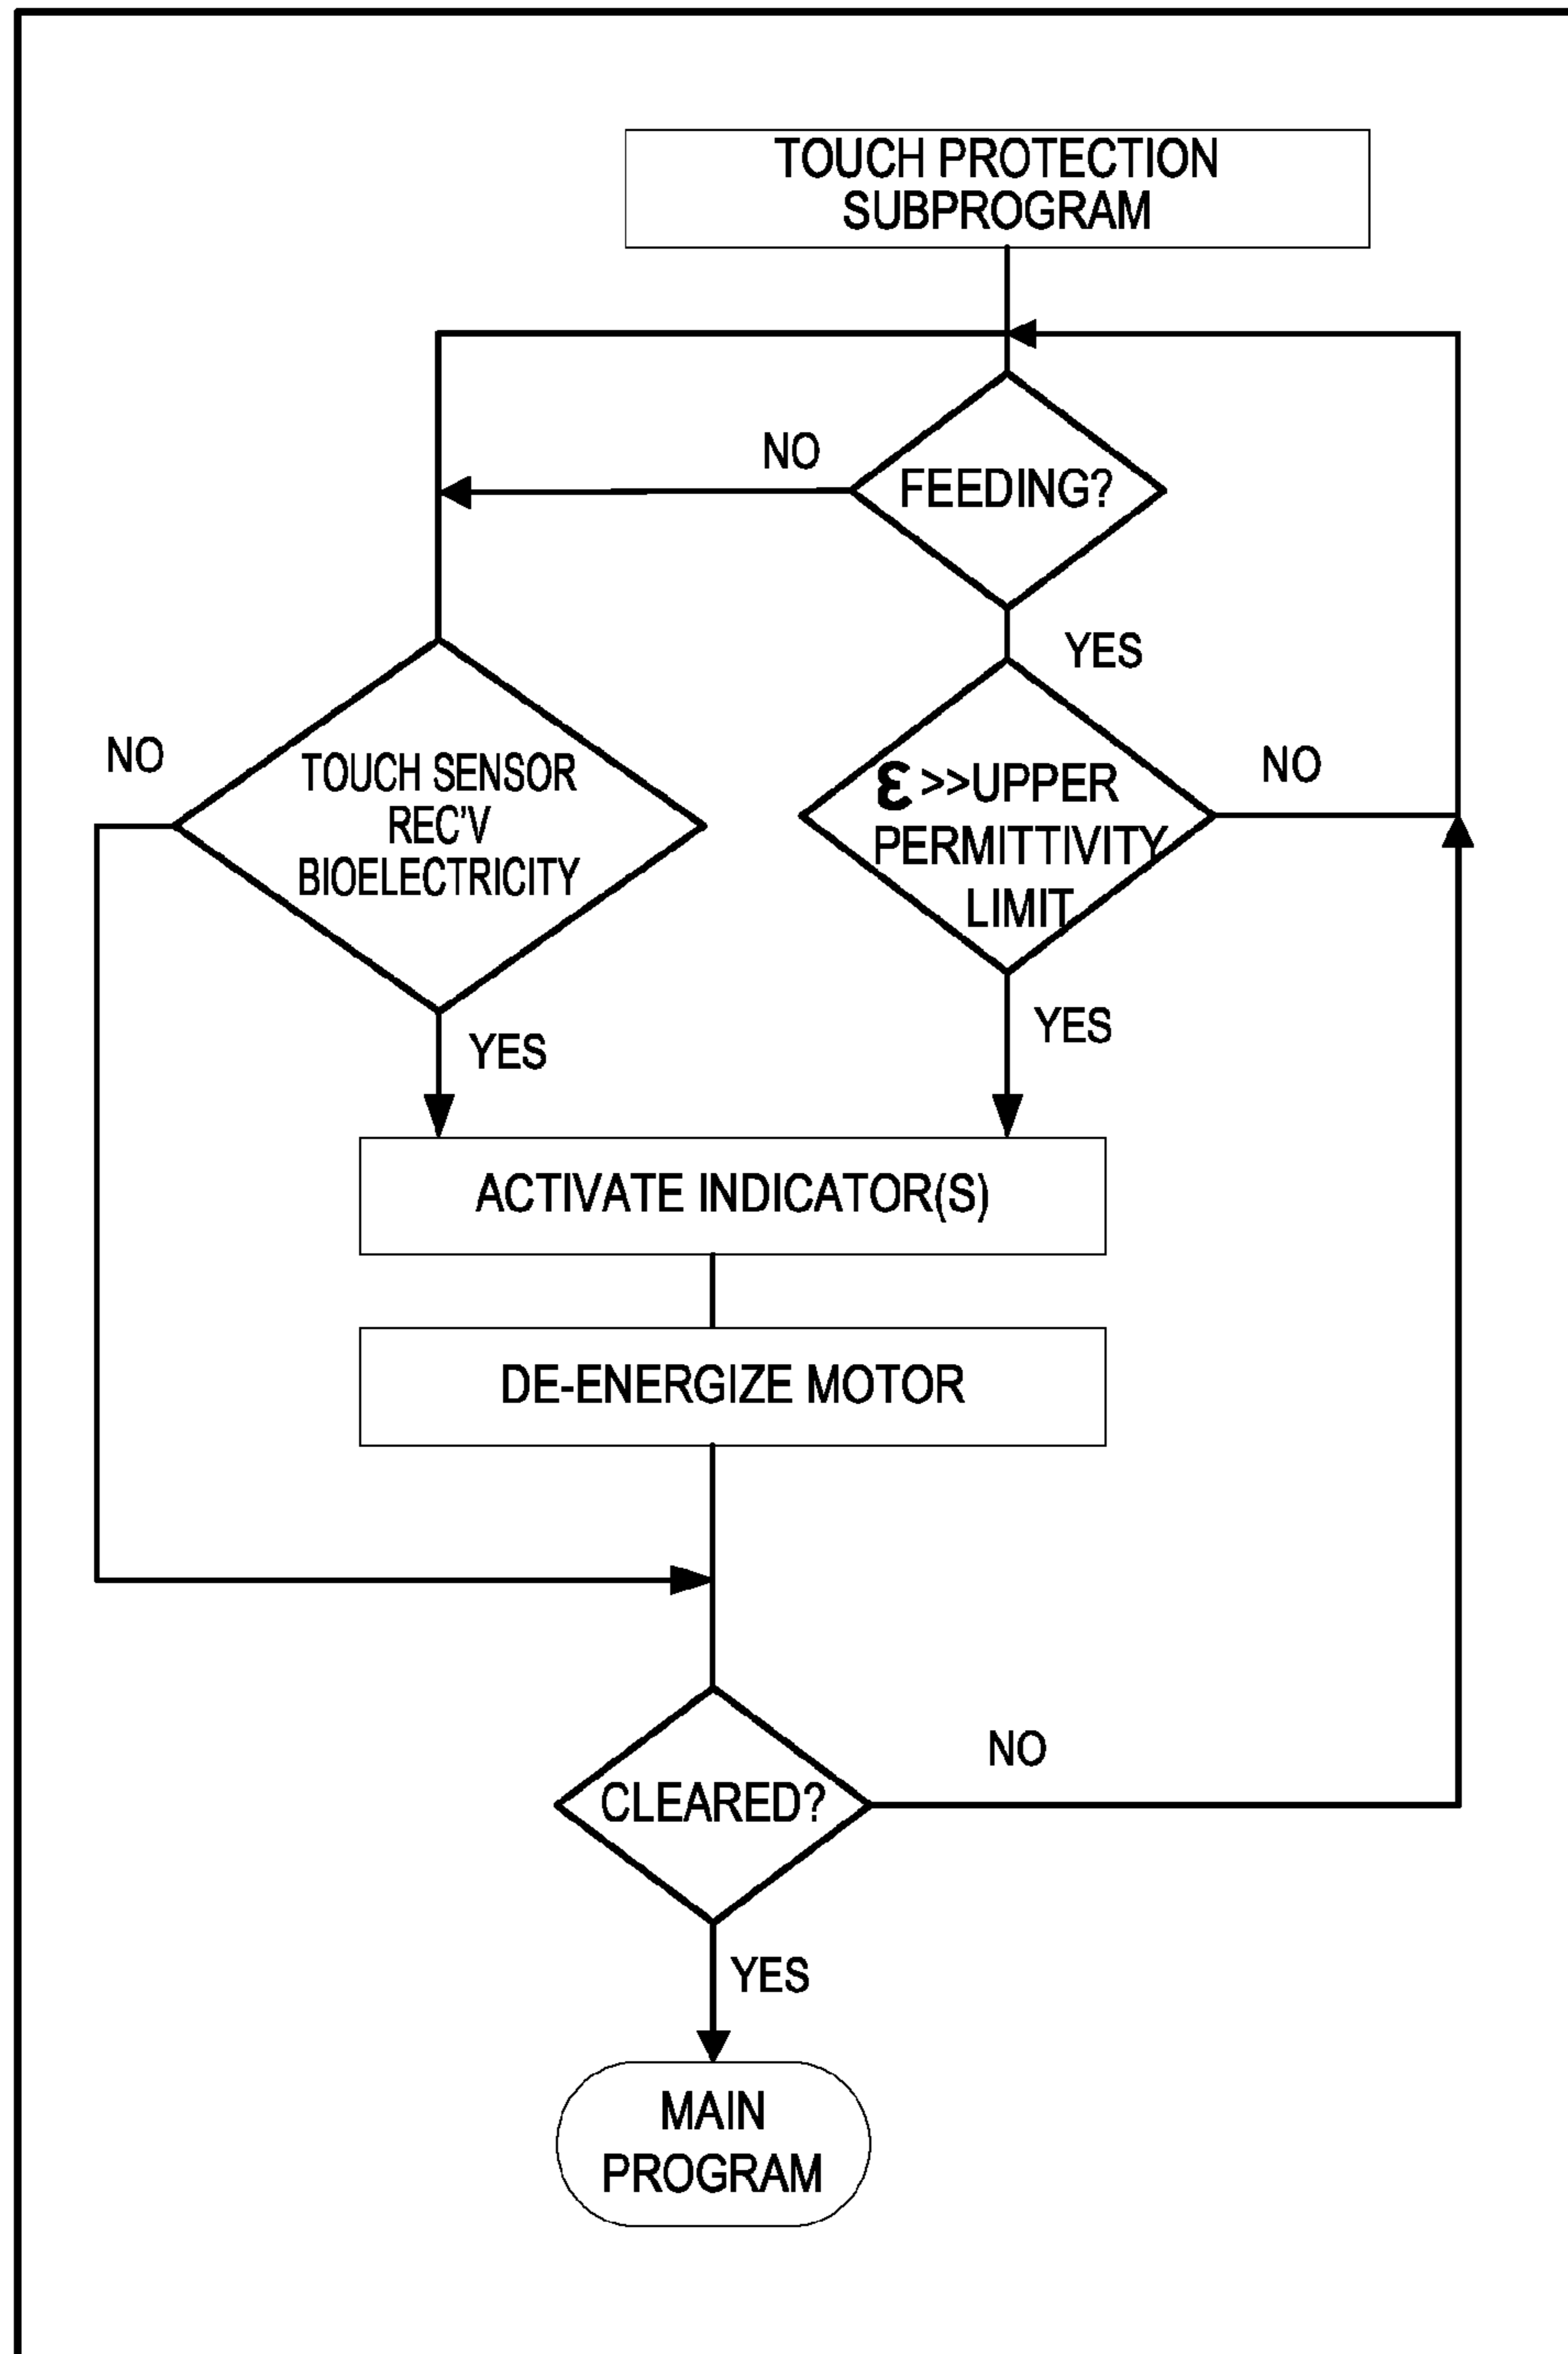 TOUCH PROTECTION
SUBPROGRAM
NO
FEEDING?
YES
NO
TOUCH SENSOR
REC'V
BIOELECTRICITY
ε >>UPPER
PERMITTIVITY
LIMIT
NO
YES
YES
ACTIVATE INDICATOR(S)
DE-ENERGIZE MOTOR
CLEARED?
NO
YES
MAIN
PROGRAM